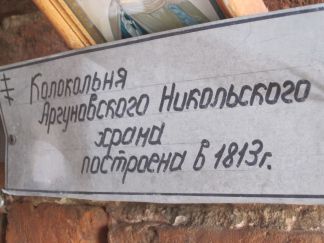 Колокольня
Аргуновского Никольского
храма
построена в 1813г.